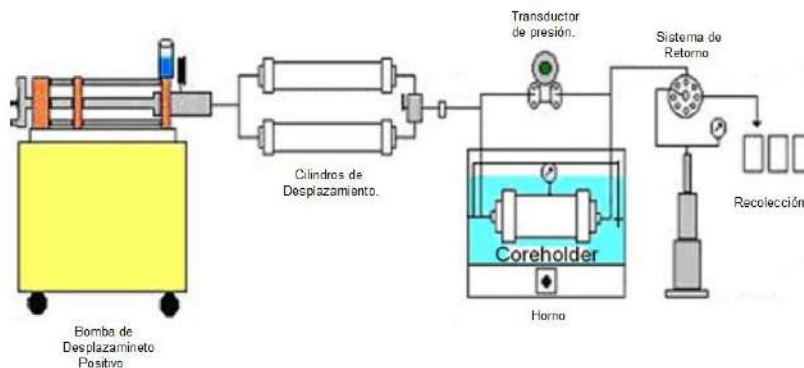 Transductor
de presión.
Sistema de
Retorno
Cilindros de
Desplazamiento.
Recolección
Coreholder
Horno
Bomba de
Desplazamineto
Positivo